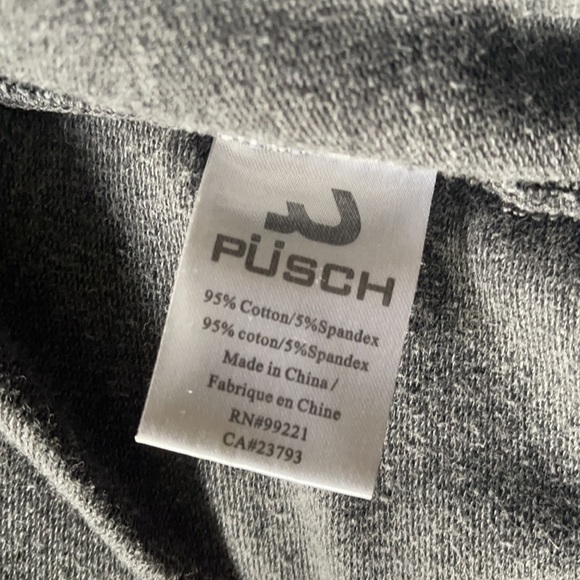 PÜSCH
95% Cotton/5%Spandex
95% coton/5%Spandex
Made in China /
Fabrique en Chine
RN#99221
CA#23793